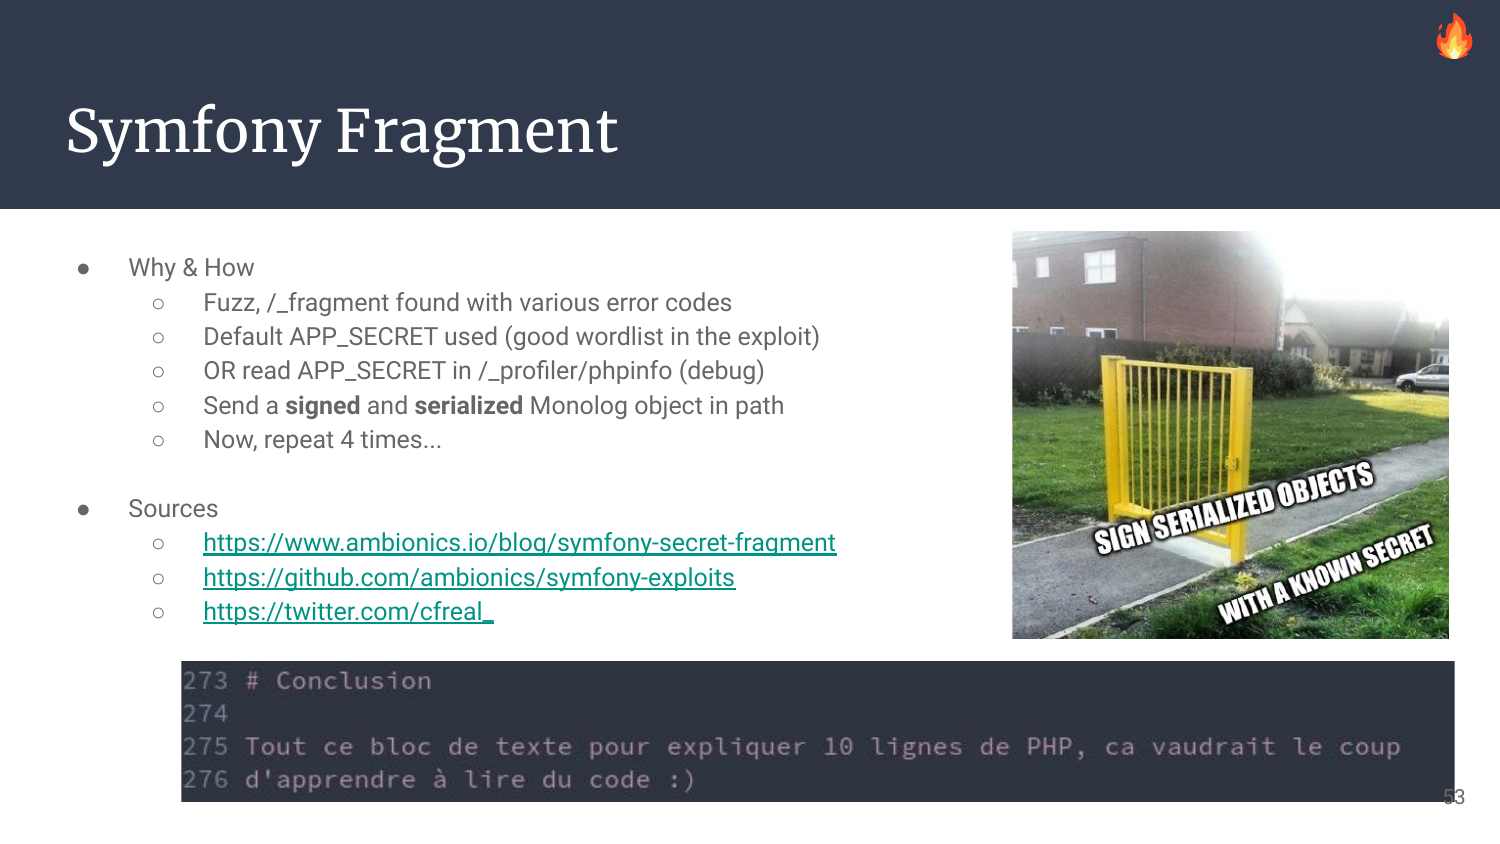 Symfony Fragment
● Why & How
○ Fuzz, /_fragment found with various error codes
○ Default APP_SECRET used (good wordlist in the exploit)
○ OR read APP_SECRET in /_profiler/phpinfo (debug)
○ Send a signed and serialized Monolog object in path
○ Now, repeat 4 times...
● Sources
○ https://www.ambionics.io/blog/symfony-secret-fragment
○ https://github.com/ambionics/symfony-exploits
○ https://twitter.com/cfreal_
SIGN SERIALIZED OBJECTS
WITH A KNOWN SECRET
273 # Conclusion
274
275 Tout ce bloc de texte pour expliquer 10 lignes de PHP, ca vaudrait le coup
276 d'apprendre à lire du code :)
53